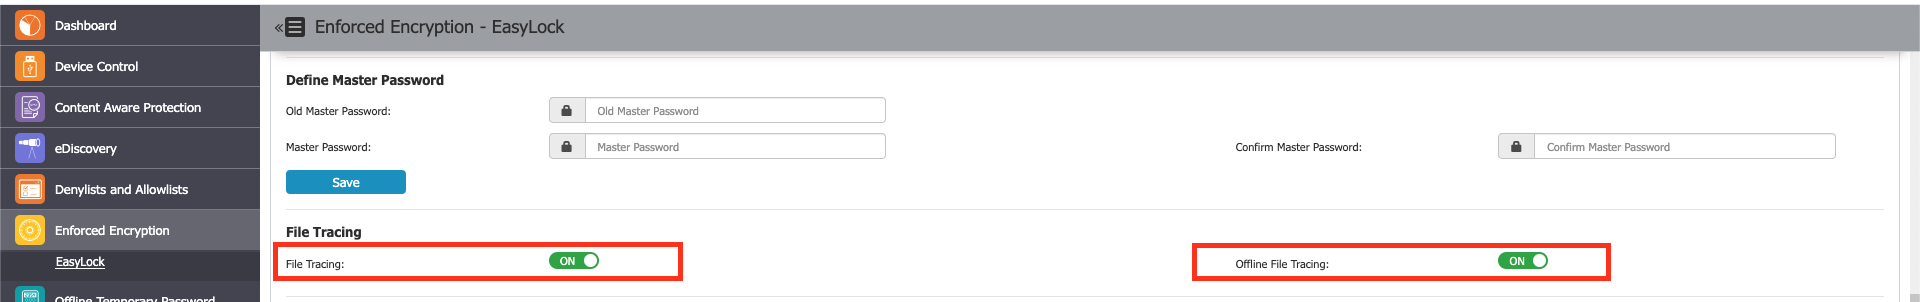 Dashboard
Device Control
Content Aware Protection
eDiscovery
Denylists and Allowlists
Enforced Encryption
EasyLock
Offline Temporary Password
« Enforced Encryption - EasyLock
Define Master Password
Old Master Password: Old Master Password
Master Password: Master Password Confirm Master Password: Confirm Master Password
Save
File Tracing
File Tracing: ON Offline File Tracing: ON